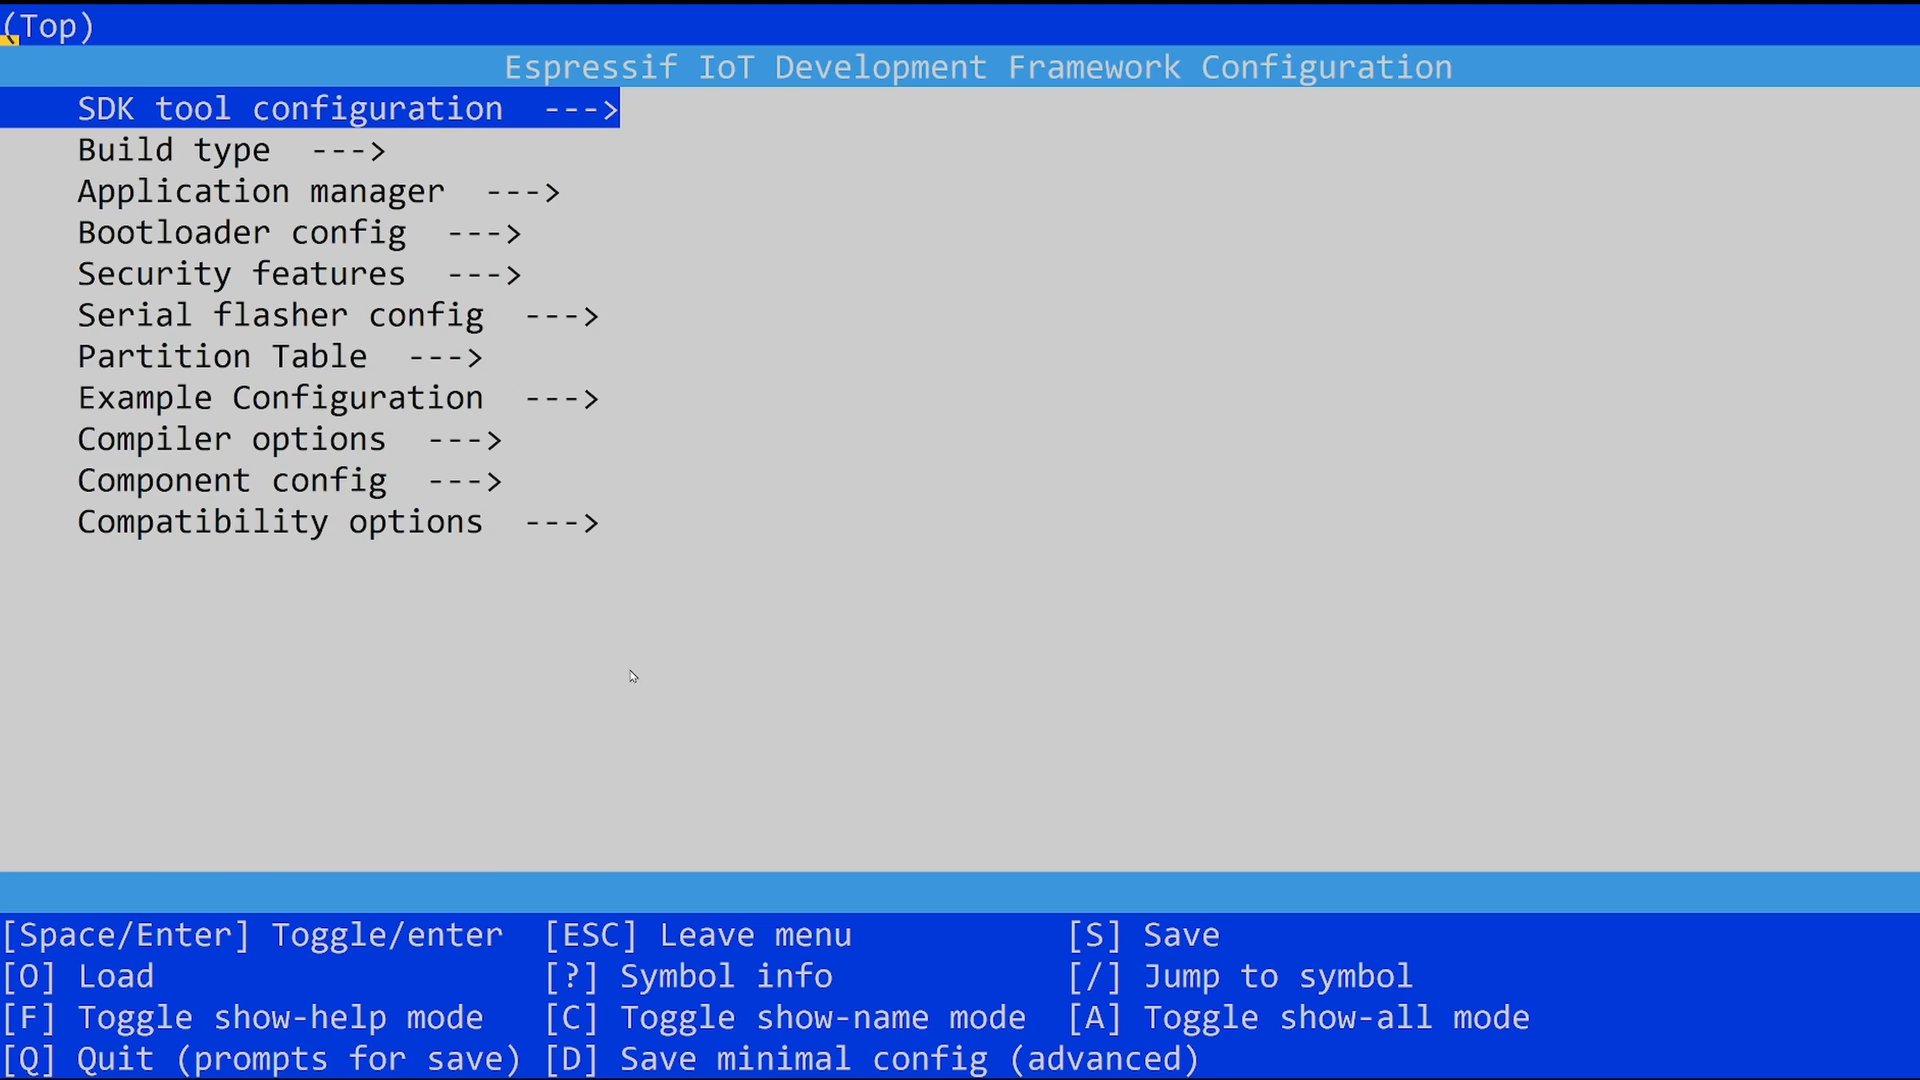 (Top)
Espressif IoT Development Framework Configuration
SDK tool configuration  --->
Build type  --->
Application manager  --->
Bootloader config  --->
Security features  --->
Serial flasher config  --->
Partition Table  --->
Example Configuration  --->
Compiler options  --->
Component config  --->
Compatibility options  --->
[Space/Enter] Toggle/enter  [ESC] Leave menu  [S] Save
[O] Load  [?] Symbol info  [/] Jump to symbol
[F] Toggle show-help mode  [C] Toggle show-name mode  [A] Toggle show-all mode
[Q] Quit (prompts for save) [D] Save minimal config (advanced)